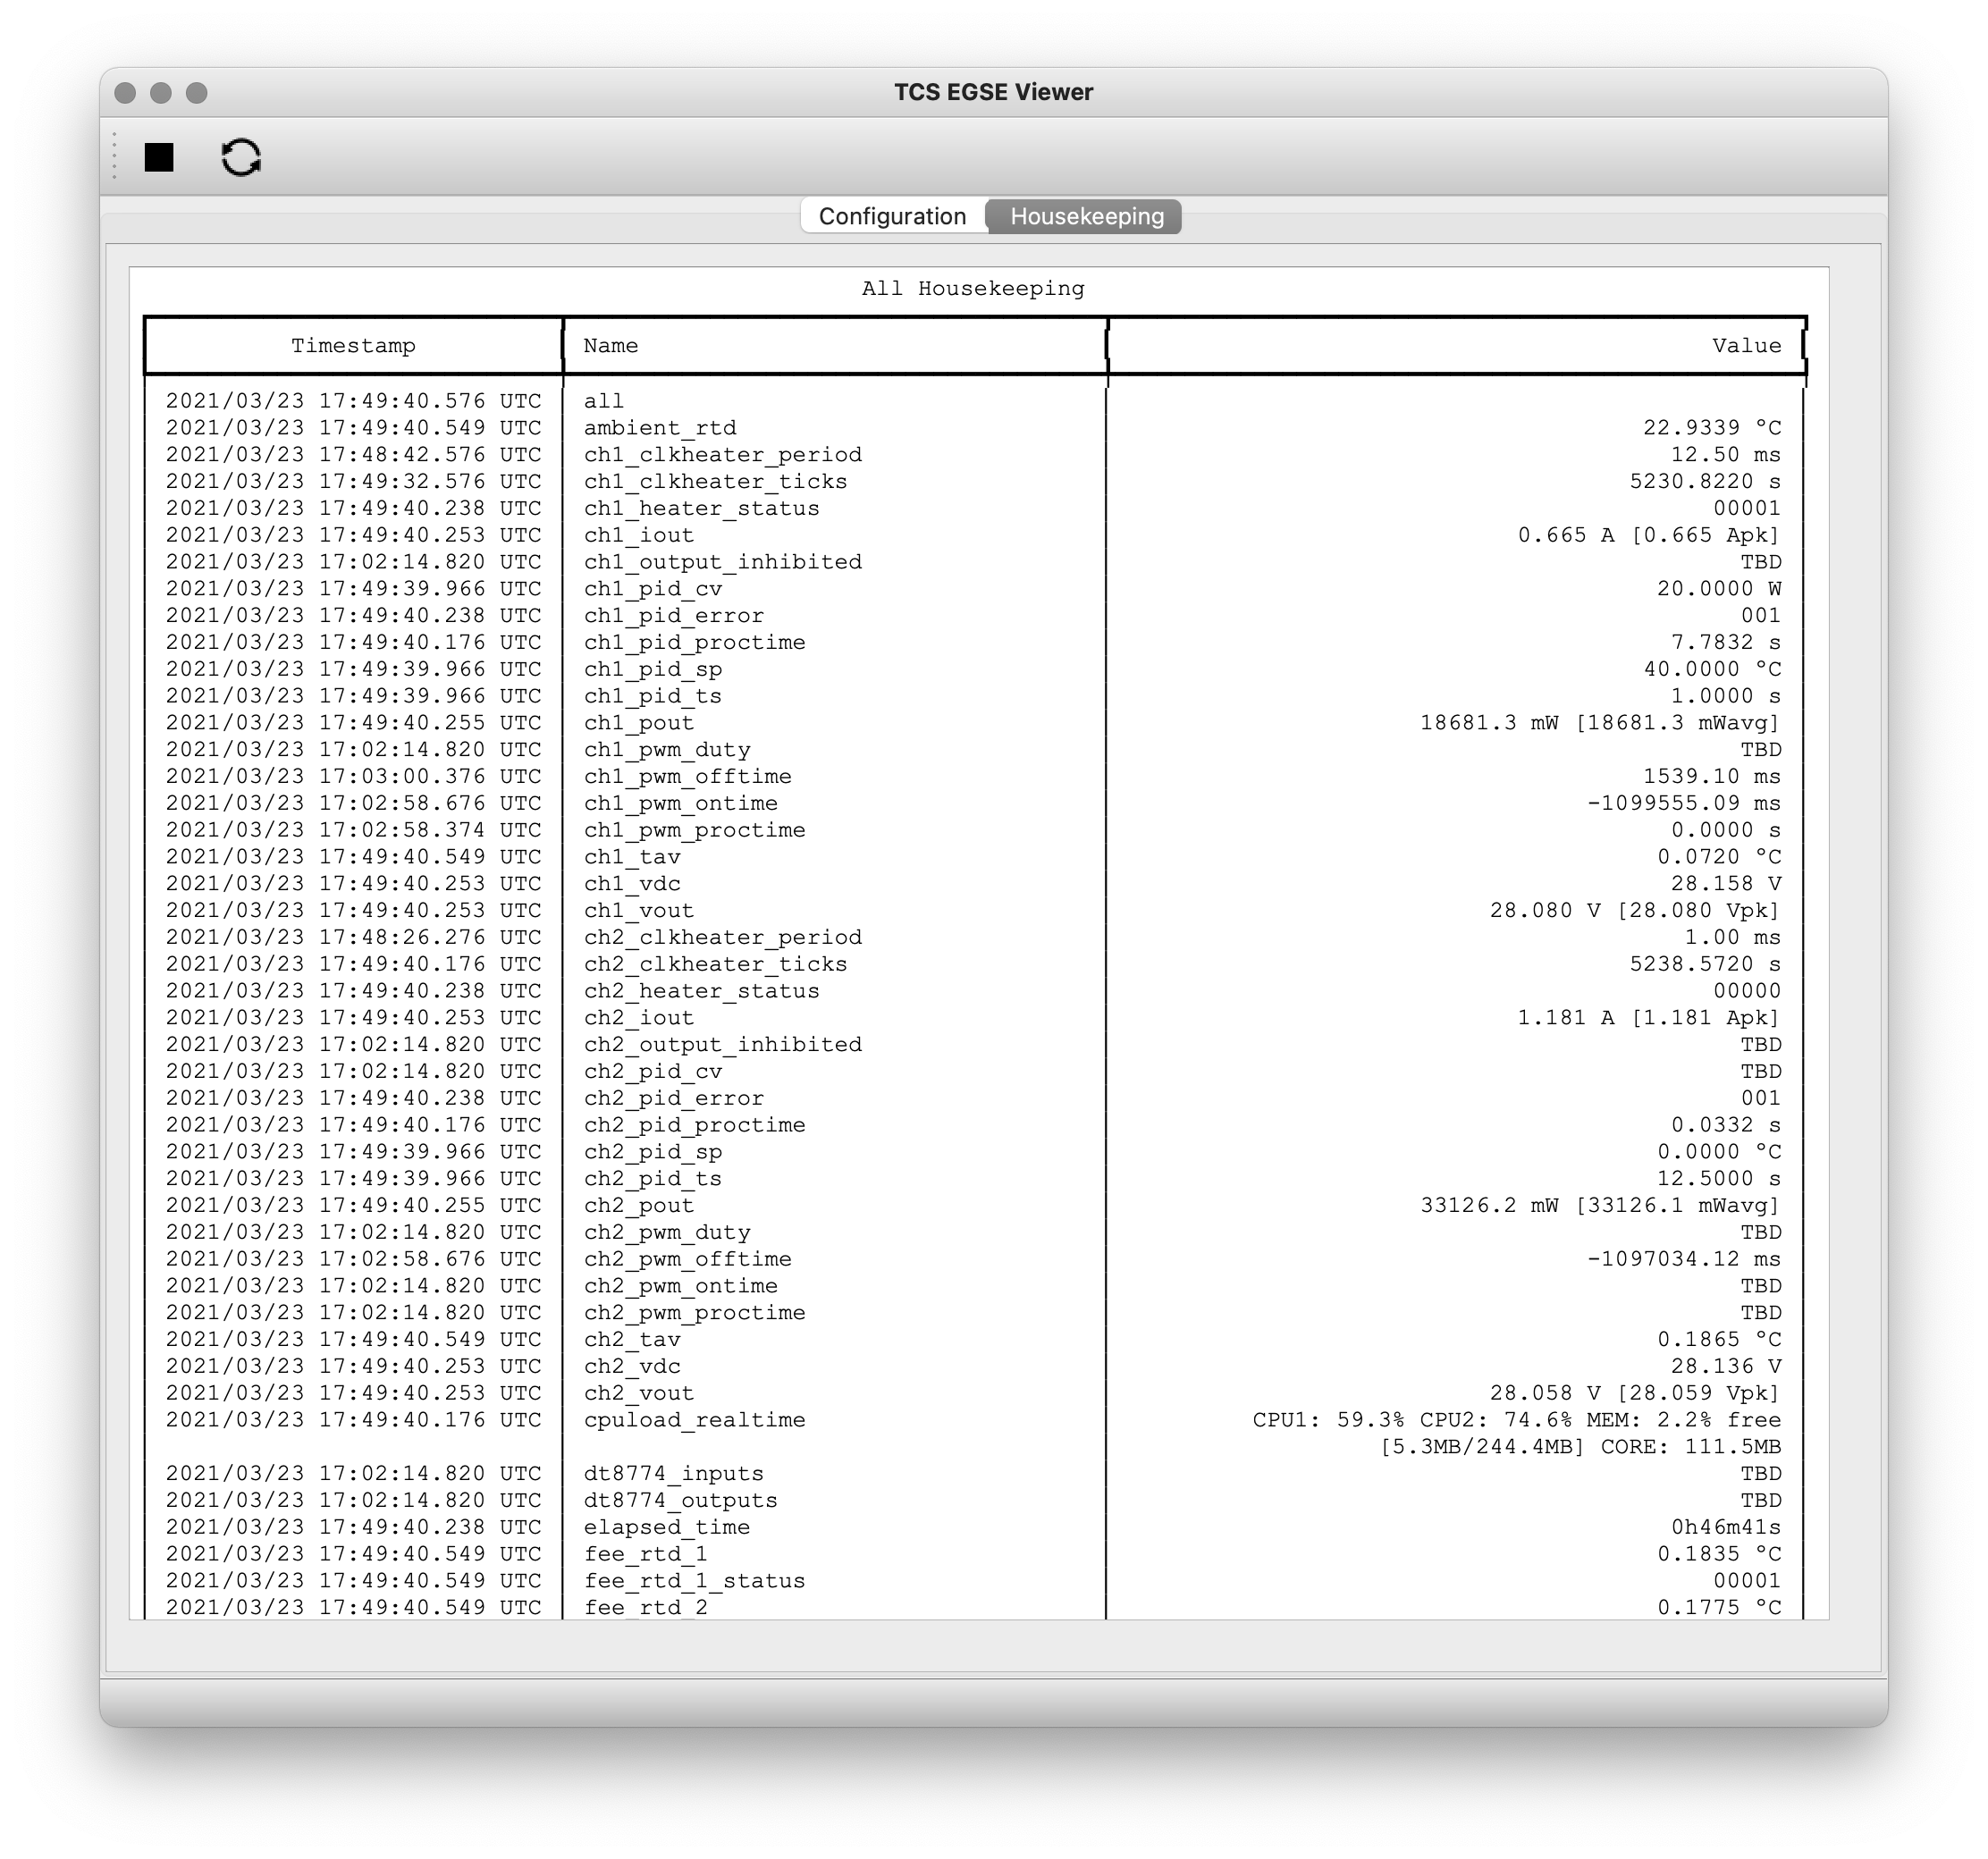 TCS EGSE Viewer
Configuration Housekeeping
All Housekeeping
Timestamp Name Value
2021/03/23 17:49:40.576 UTC all
2021/03/23 17:49:40.549 UTC ambient_rtd 22.9339 °C
2021/03/23 17:48:42.576 UTC ch1_clkheater_period 12.50 ms
2021/03/23 17:49:32.576 UTC ch1_clkheater_ticks 5230.8220 s
2021/03/23 17:49:40.238 UTC ch1_heater_status 00001
2021/03/23 17:49:40.253 UTC ch1_iout 0.665 A [0.665 Apk]
2021/03/23 17:02:14.820 UTC ch1_output_inhibited TBD
2021/03/23 17:49:39.966 UTC ch1_pid_cv 20.0000 W
2021/03/23 17:49:40.238 UTC ch1_pid_error 001
2021/03/23 17:49:40.176 UTC ch1_pid_proctime 7.7832 s
2021/03/23 17:49:39.966 UTC ch1_pid_sp 40.0000 °C
2021/03/23 17:49:39.966 UTC ch1_pid_ts 1.0000 s
2021/03/23 17:49:40.255 UTC ch1_pout 18681.3 mW [18681.3 mWavg]
2021/03/23 17:02:14.820 UTC ch1_pwm_duty TBD
2021/03/23 17:03:00.376 UTC ch1_pwm_offtime 1539.10 ms
2021/03/23 17:02:58.676 UTC ch1_pwm_ontime -1099555.09 ms
2021/03/23 17:02:58.374 UTC ch1_pwm_proctime 0.0000 s
2021/03/23 17:49:40.549 UTC ch1_tav 0.0720 °C
2021/03/23 17:49:40.253 UTC ch1_vdc 28.158 V
2021/03/23 17:49:40.253 UTC ch1_vout 28.080 V [28.080 Vpk]
2021/03/23 17:48:26.276 UTC ch2_clkheater_period 1.00 ms
2021/03/23 17:49:40.176 UTC ch2_clkheater_ticks 5238.5720 s
2021/03/23 17:49:40.238 UTC ch2_heater_status 00000
2021/03/23 17:49:40.253 UTC ch2_iout 1.181 A [1.181 Apk]
2021/03/23 17:02:14.820 UTC ch2_output_inhibited TBD
2021/03/23 17:02:14.820 UTC ch2_pid_cv TBD
2021/03/23 17:49:40.238 UTC ch2_pid_error 001
2021/03/23 17:49:40.176 UTC ch2_pid_proctime 0.0332 s
2021/03/23 17:49:39.966 UTC ch2_pid_sp 0.0000 °C
2021/03/23 17:49:39.966 UTC ch2_pid_ts 12.5000 s
2021/03/23 17:49:40.255 UTC ch2_pout 33126.2 mW [33126.1 mWavg]
2021/03/23 17:02:14.820 UTC ch2_pwm_duty TBD
2021/03/23 17:02:58.676 UTC ch2_pwm_offtime -1097034.12 ms
2021/03/23 17:02:14.820 UTC ch2_pwm_ontime TBD
2021/03/23 17:02:14.820 UTC ch2_pwm_proctime TBD
2021/03/23 17:49:40.549 UTC ch2_tav 0.1865 °C
2021/03/23 17:49:40.253 UTC ch2_vdc 28.136 V
2021/03/23 17:49:40.253 UTC ch2_vout 28.058 V [28.059 Vpk]
2021/03/23 17:49:40.176 UTC cpuload_realtime CPU1: 59.3% CPU2: 74.6% MEM: 2.2% free
[5.3MB/244.4MB] CORE: 111.5MB
2021/03/23 17:02:14.820 UTC dt8774_inputs TBD
2021/03/23 17:02:14.820 UTC dt8774_outputs TBD
2021/03/23 17:49:40.238 UTC elapsed_time 0h46m41s
2021/03/23 17:49:40.549 UTC fee_rtd_1 0.1835 °C
2021/03/23 17:49:40.549 UTC fee_rtd_1_status 00001
2021/03/23 17:49:40.549 UTC fee_rtd_2 0.1775 °C